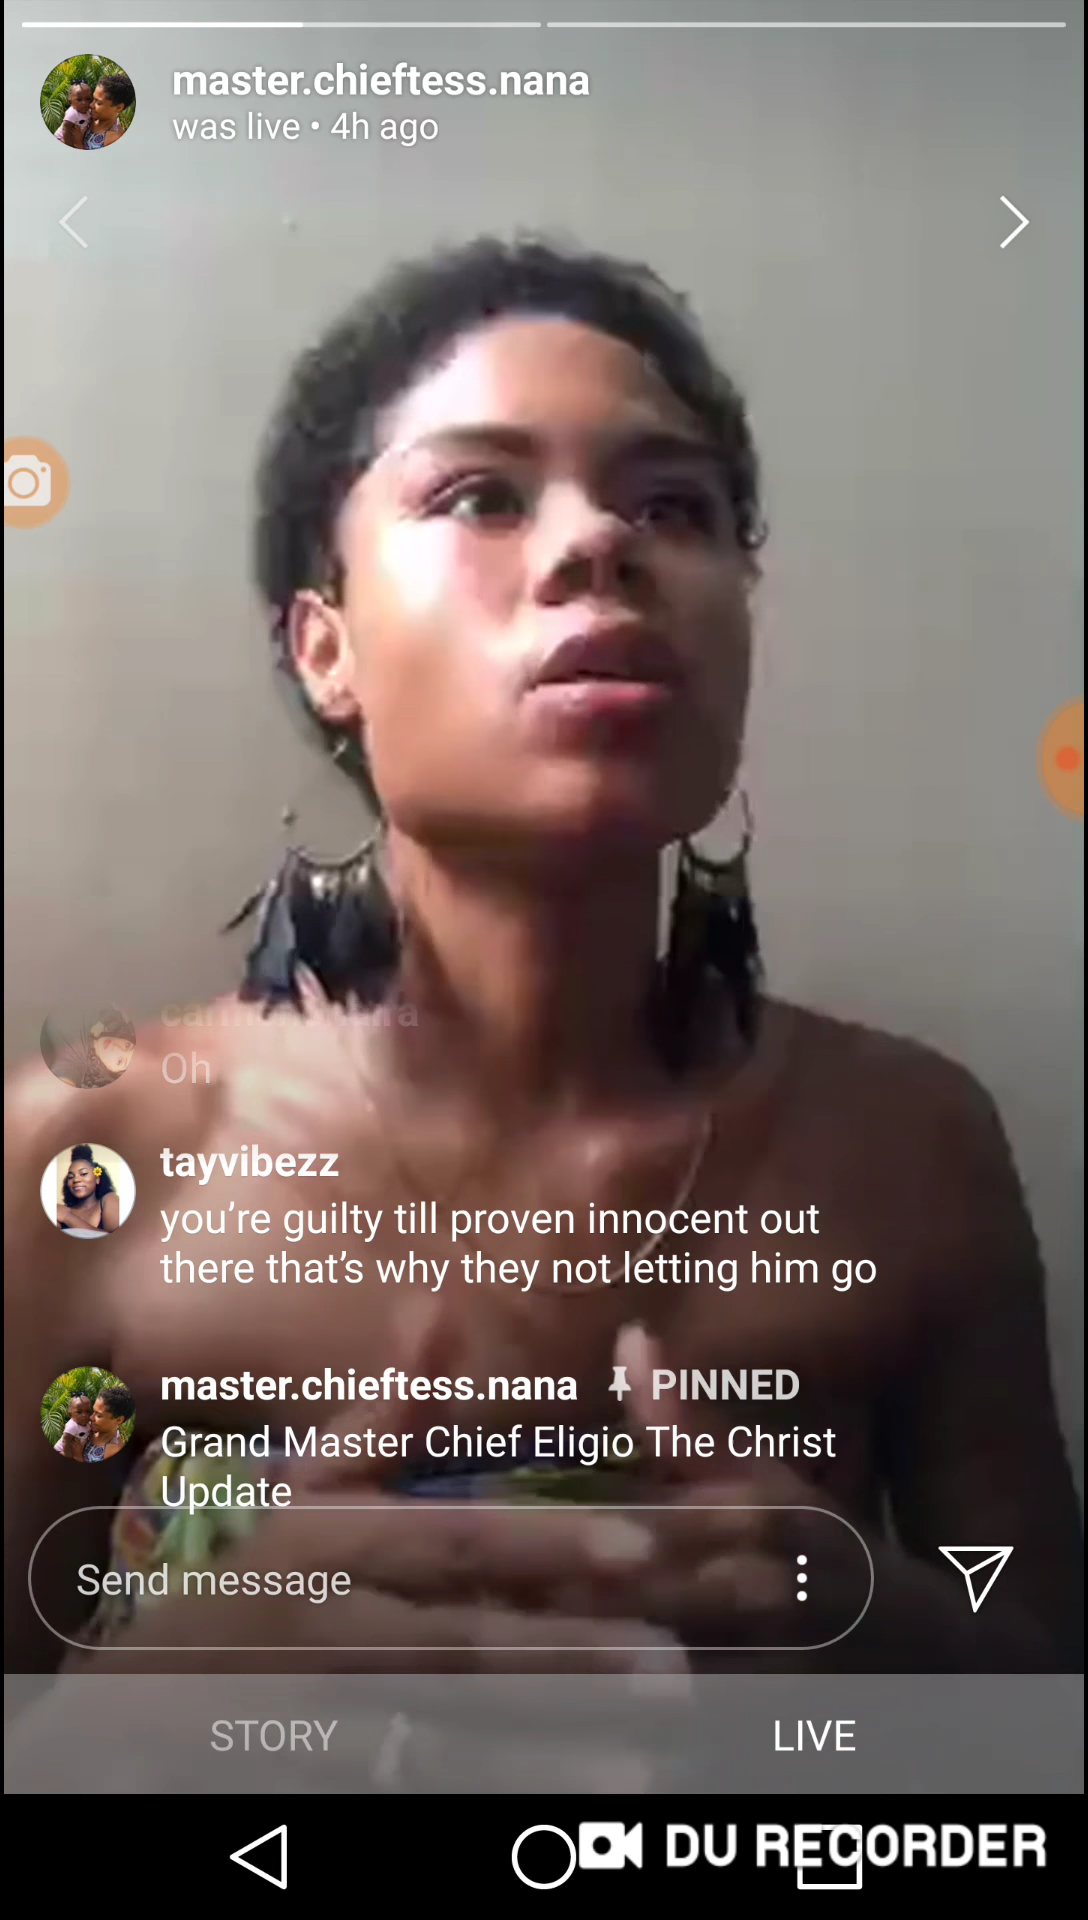 master.chieftess.nana
was live • 4h ago
Oh
tayvibezz
you’re guilty till proven innocent out
there that’s why they not letting him go
master.chieftess.nana PINNED
Grand Master Chief Eligio The Christ
Update
Send message
STORY LIVE
DU RECORDER